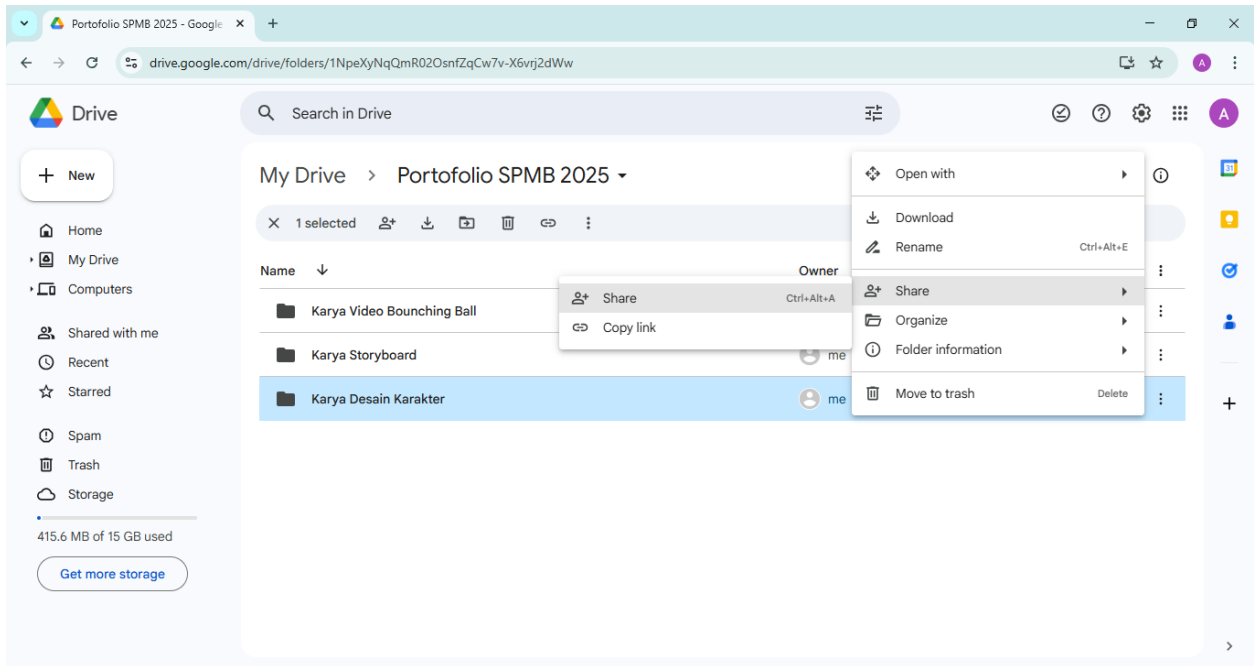 Portofolio SPMB 2025 - Google
drive.google.com/drive/folders/1NpeXyNqQmR02OsnfZqCw7v-X6vrj2dWw
A
Drive
Search in Drive
A
New
Home
My Drive
Computers
Shared with me
Recent
Starred
Spam
Trash
Storage
415.6 MB of 15 GB used
Get more storage
My Drive > Portofolio SPMB 2025
1 selected
Name
Owner
Karya Video Bounching Ball
Karya Storyboard
me
Karya Desain Karakter
me
Share Ctrl+Alt+A
Copy link
Open with
Download
Rename Ctrl+Alt+E
Share
Organize
Folder information
Move to trash Delete
31